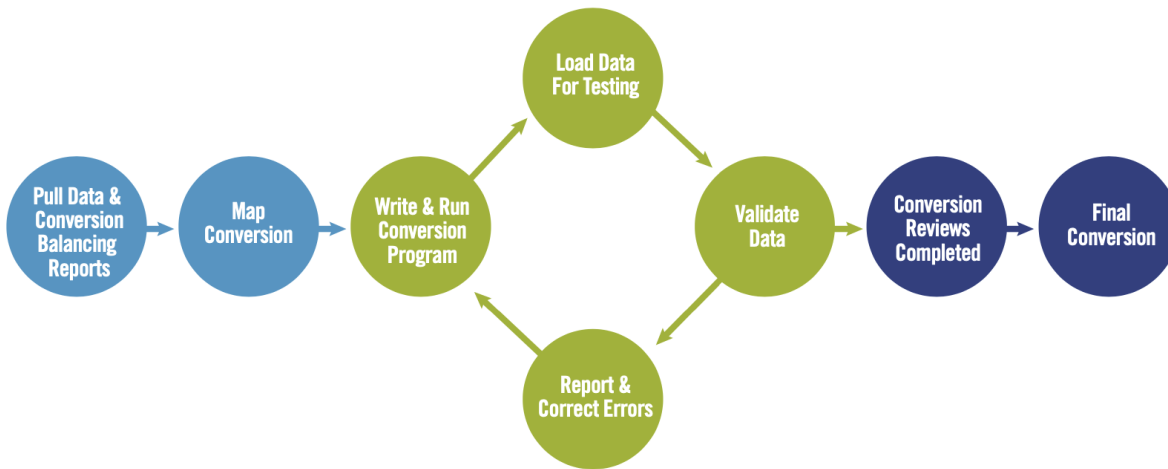 Pull Data &
Conversion
Balancing
Reports
Map
Conversion
Write & Run
Conversion
Program
Load Data
For Testing
Validate
Data
Report &
Correct Errors
Conversion
Reviews
Completed
Final
Conversion